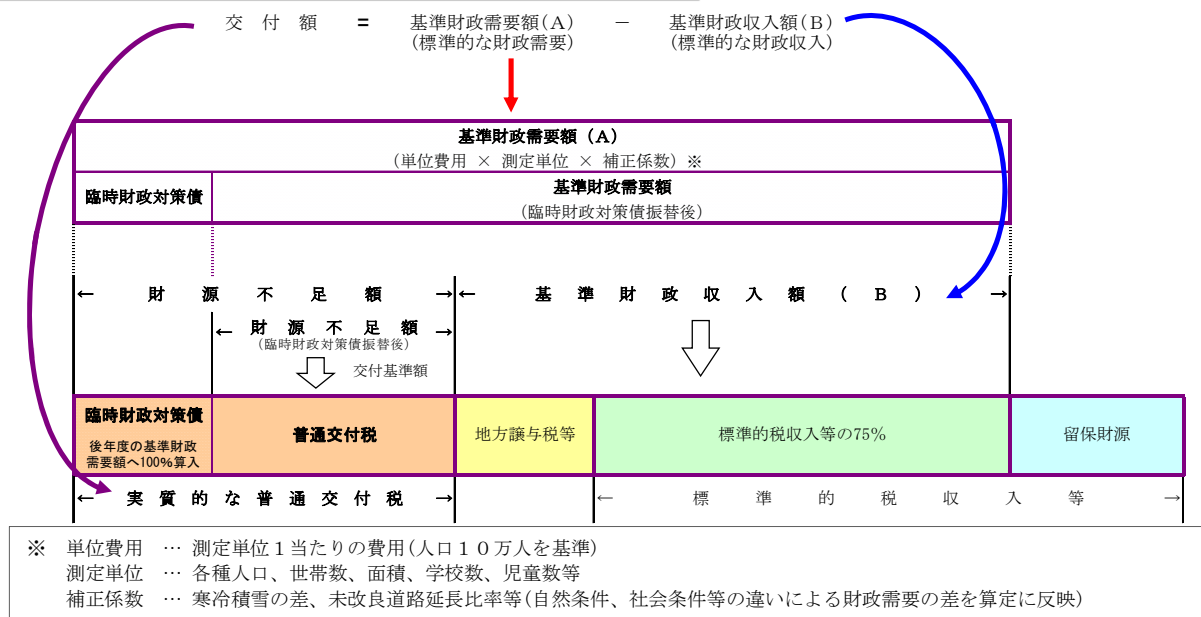 交 付 額 = 基準財政需要額(A) － 基準財政収入額(B)
(標準的な財政需要) (標準的な財政収入)
基準財政需要額（A）
(単位費用 × 測定単位 × 補正係数) ※
臨時財政対策債
基準財政需要額
(臨時財政対策債振替後)
← 財 源 不 足 額 →
← 基 準 財 政 収 入 額 ( B ) →
← 財 源 不 足 額 →
(臨時財政対策債振替後)
交付基準額
臨時財政対策債
後年度の基準財政
需要額へ100％算入
普通交付税
地方譲与税等
標準的税収入等の75%
留保財源
← 実 質 的 な 普 通 交 付 税 →
← 標 準 的 税 収 入 等 →
※ 単位費用 … 測定単位１当たりの費用(人口１０万人を基準)
測定単位 … 各種人口、世帯数、面積、学校数、児童数等
補正係数 … 寒冷積雪の差、未改良道路延長比率等(自然条件、社会条件等の違いによる財政需要の差を算定に反映)